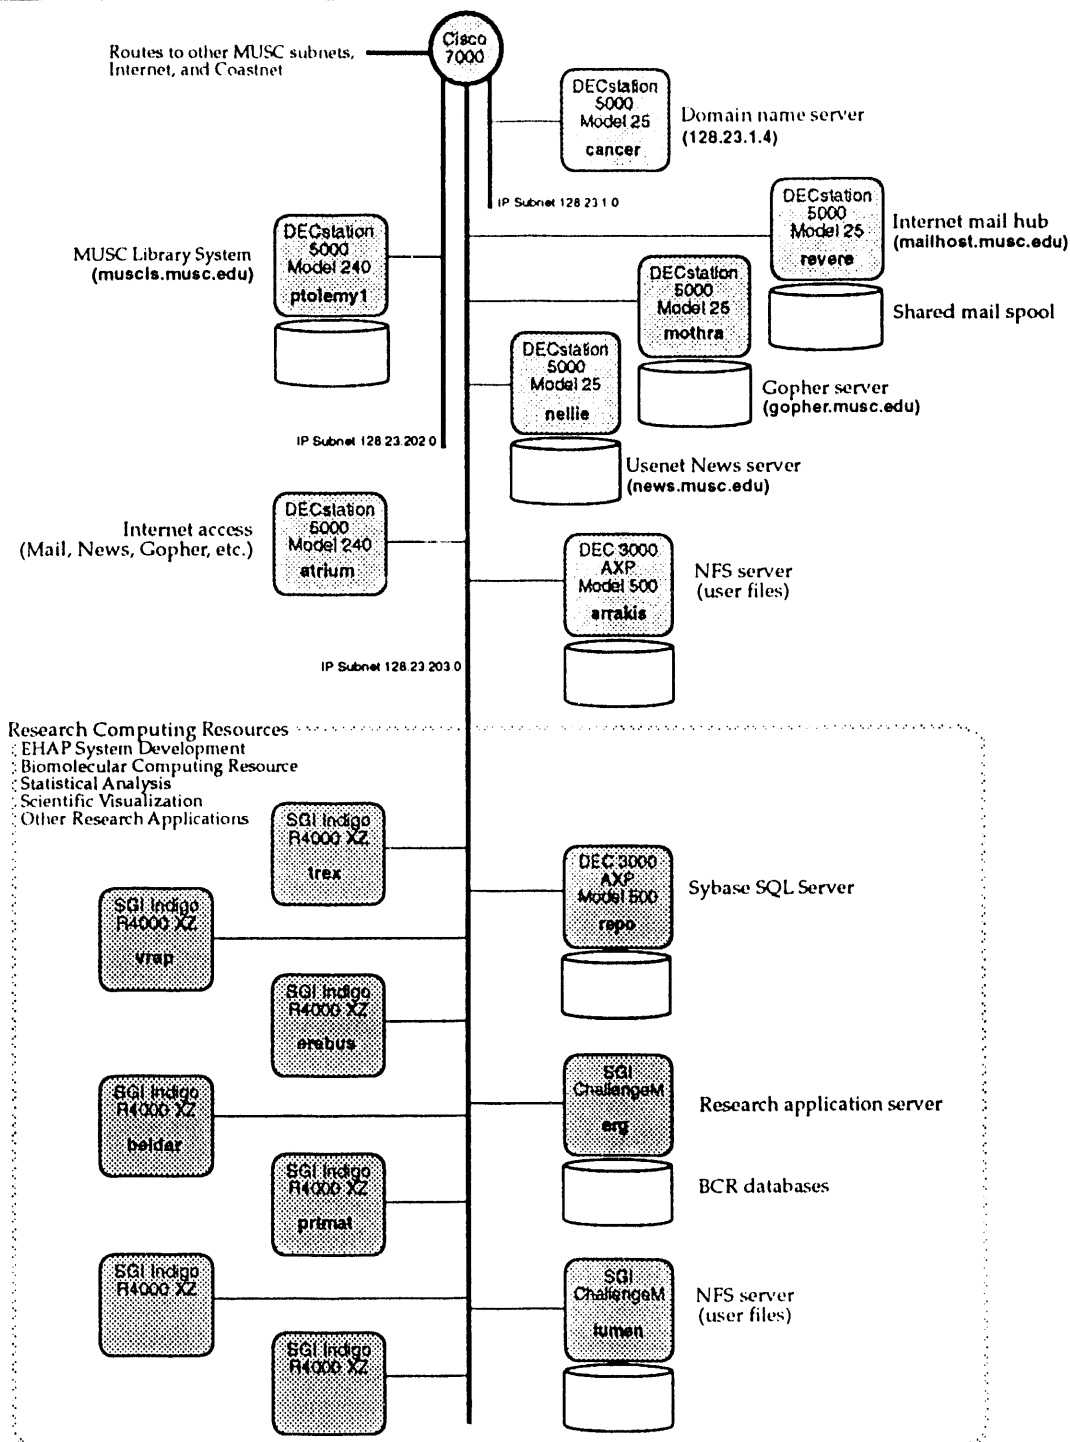 Cisco
7000
Routes to other MUSC subnets,
Internet, and Coastnet
DECstation
5000
Model 25
cancer
Domain name server
(128.23.1.4)
IP Subnet 128 23 1 0
DECstation
5000
Model 25
revere
Internet mail hub
(mailhost.musc.edu)
Shared mail spool
DECstation
5000
Model 240
ptolemy1
MUSC Library System
(muscls.musc.edu)
DECstation
5000
Model 25
mothra
Gopher server
(gopher.musc.edu)
DECstation
5000
Model 25
nellie
Usenet News server
(news.musc.edu)
IP Subnet 128 23 202 0
DECstation
5000
Model 240
atrium
Internet access
(Mail, News, Gopher, etc.)
DEC 3000
AXP
Model 500
arrakis
NFS server
(user files)
IP Subnet 128.23.203.0
Research Computing Resources
EHAP System Development
Biomolecular Computing Resource
Statistical Analysis
Scientific Visualization
Other Research Applications
SGI Indigo
R4000 XZ
trex
DEC 3000
AXP
Model 500
repo
Sybase SQL Server
SGI Indigo
R4000 XZ
vrap
SGI Indigo
R4000 XZ
erebus
SGI
ChallengeM
erg
Research application server
SGI Indigo
R4000 XZ
beldar
BCR databases
SGI Indigo
R4000 XZ
primal
SGI Indigo
R4000 XZ
SGI
ChallengeM
lumen
NFS server
(user files)
SGI Indigo
R4000 XZ